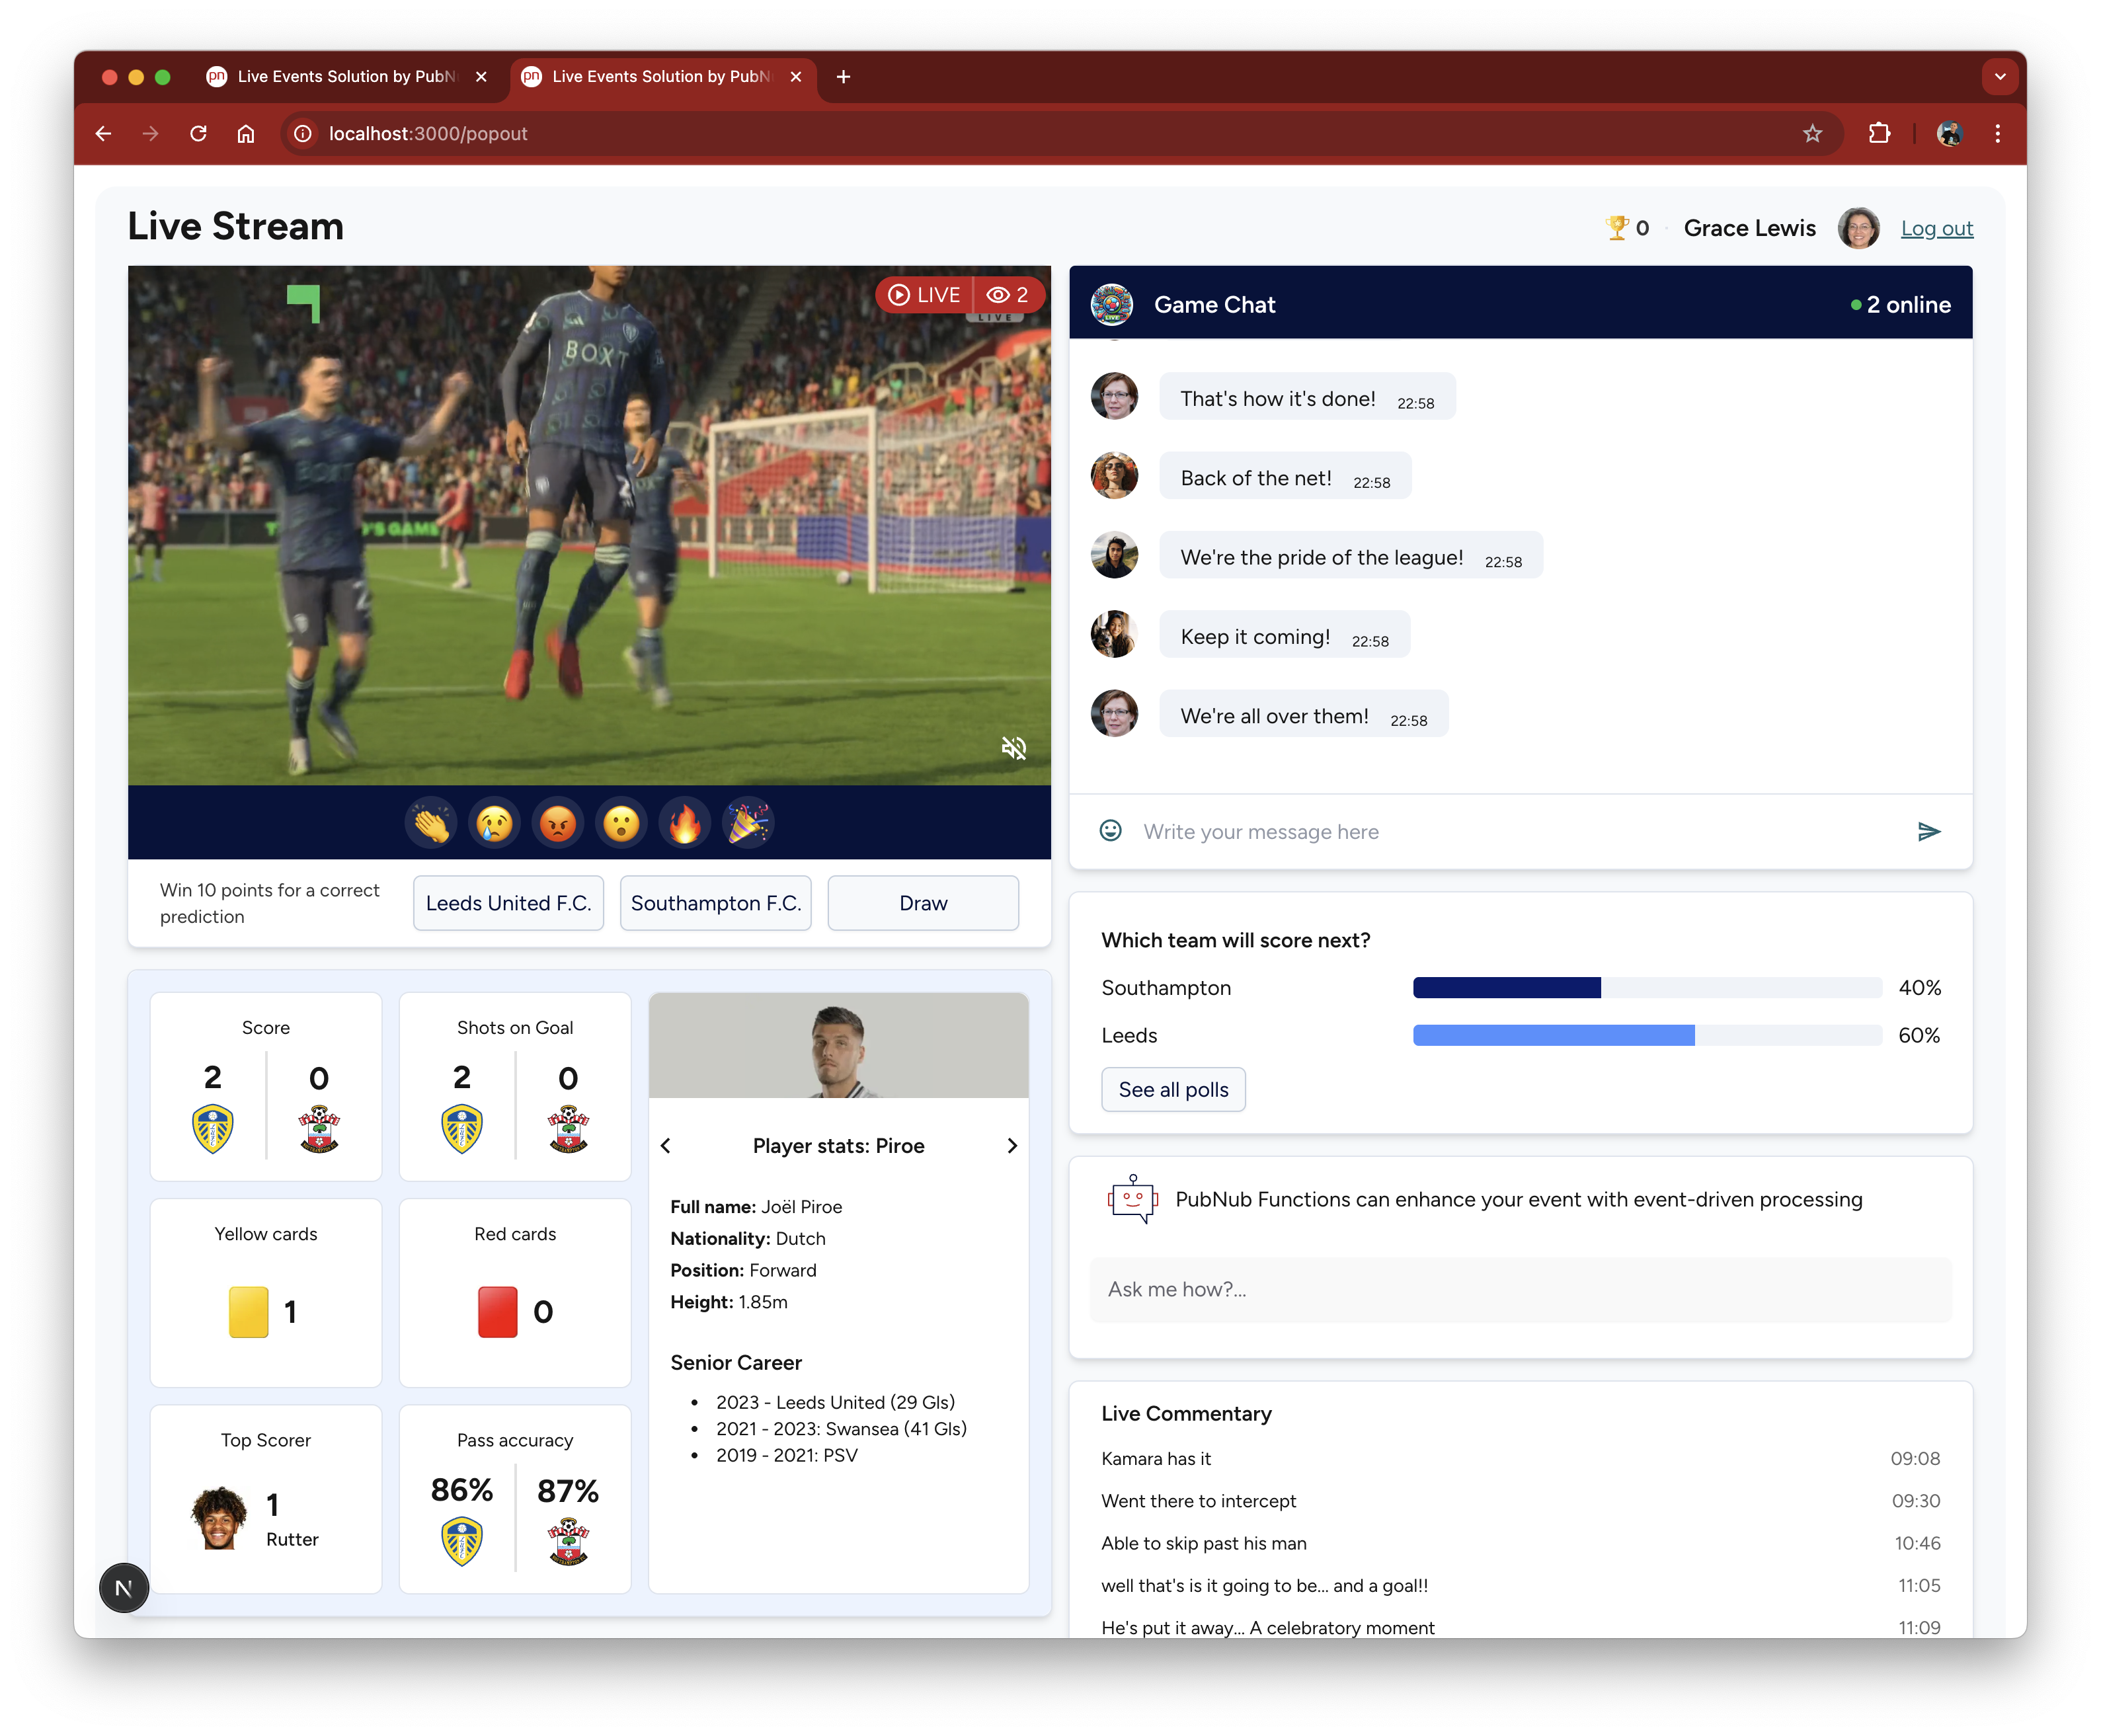 Live Events Solution by PubN
Live Events Solution by PubN
localhost:3000/popout
Live Stream
0
Grace Lewis
Log out
LIVE
2
LIVE
BOXT
BOXT
'S GAME
Game Chat
2 online
That's how it's done! 22:58
Back of the net! 22:58
We're the pride of the league! 22:58
Keep it coming! 22:58
We're all over them! 22:58
Write your message here
Win 10 points for a correct
prediction
Leeds United F.C.
Southampton F.C.
Draw
Which team will score next?
Southampton 40%
Leeds 60%
See all polls
Score
2 0
Shots on Goal
2 0
Yellow cards
1
Red cards
0
Top Scorer
1
Rutter
Pass accuracy
86% 87%
Player stats: Piroe
Full name: Joël Piroe
Nationality: Dutch
Position: Forward
Height: 1.85m
Senior Career
• 2023 - Leeds United (29 Gls)
• 2021 - 2023: Swansea (41 Gls)
• 2019 - 2021: PSV
PubNub Functions can enhance your event with event-driven processing
Ask me how?...
Live Commentary
Kamara has it 09:08
Went there to intercept 09:30
Able to skip past his man 10:46
well that's is it going to be... and a goal!! 11:05
He's put it away... A celebratory moment 11:09
N